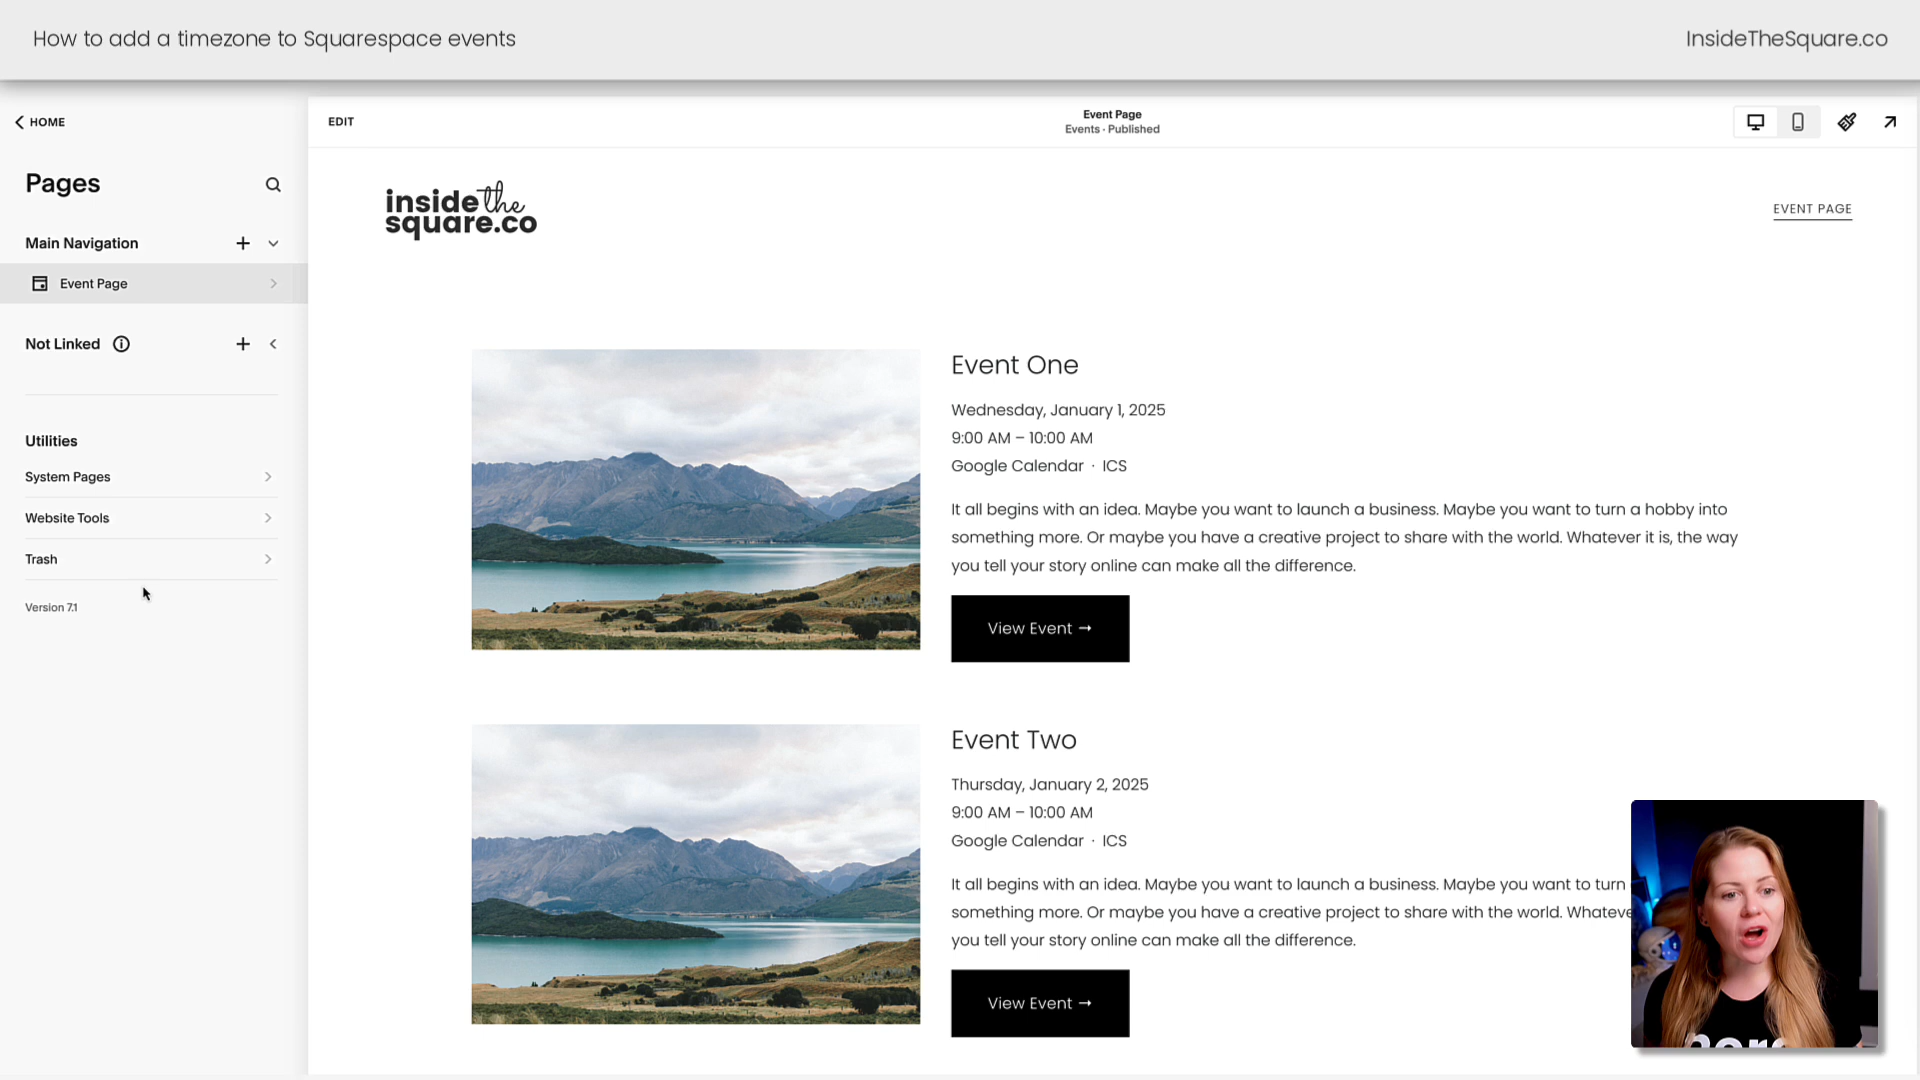 How to add a timezone to Squarespace events
InsideTheSquare.co
HOME
EDIT
Event Page
Events · Published
Pages
Main Navigation
Event Page
Not Linked
Utilities
System Pages
Website Tools
Trash
Version 7.1
inside the
square.co
EVENT PAGE
Event One
Wednesday, January 1, 2025
9:00 AM – 10:00 AM
Google Calendar · ICS
It all begins with an idea. Maybe you want to launch a business. Maybe you want to turn a hobby into
something more. Or maybe you have a creative project to share with the world. Whatever it is, the way
you tell your story online can make all the difference.
View Event →
Event Two
Thursday, January 2, 2025
9:00 AM – 10:00 AM
Google Calendar · ICS
It all begins with an idea. Maybe you want to launch a business. Maybe you want to turn
something more. Or maybe you have a creative project to share with the world.
you tell your story online can make all the difference.
View Event →